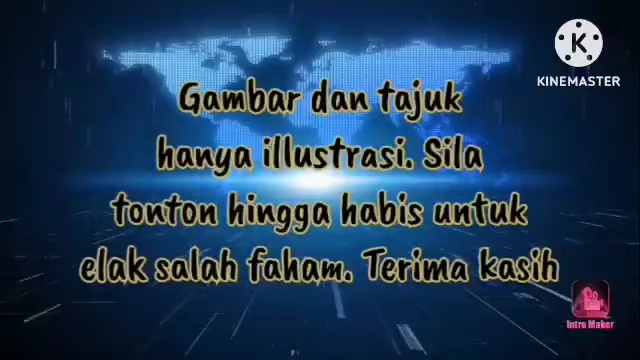 KINEMASTER
Gambar dan tajuk
hanya illustrasi. Sila
tonton hingga habis untuk
elak salah faham. Terima kasih
Intro Maker